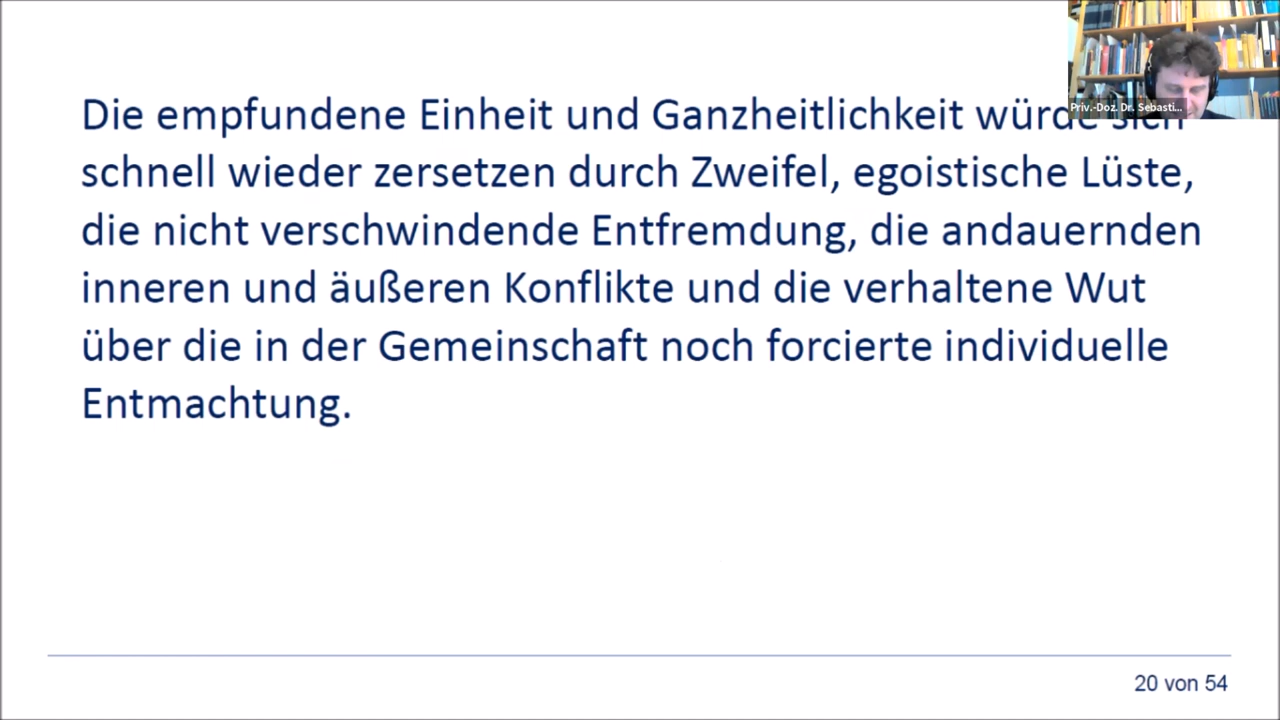 Priv.-Doz. Dr. Sebasti...
Die empfundene Einheit und Ganzheitlichkeit würde sich
schnell wieder zersetzen durch Zweifel, egoistische Lüste,
die nicht verschwindende Entfremdung, die andauernden
inneren und äußeren Konflikte und die verhaltene Wut
über die in der Gemeinschaft noch forcierte individuelle
Entmachtung.
20 von 54